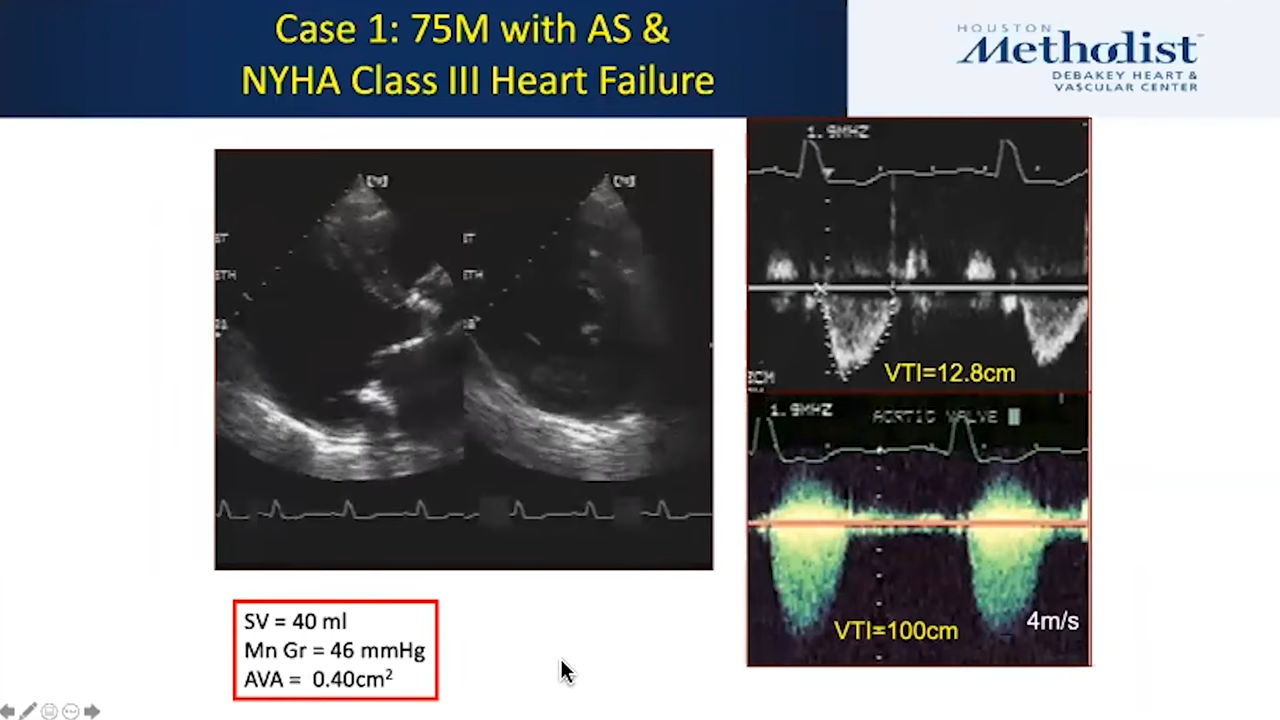 Case 1: 75M with AS &
NYHA Class III Heart Failure
HOUSTON
Methodist
DEBAKEY HEART &
VASCULAR CENTER
1.9MHZ
VTI=12.8cm
1.9MHZ
AORTIC VALVE
VTI=100cm
4m/s
SV = 40 ml
Mn Gr = 46 mmHg
AVA = 0.40cm²